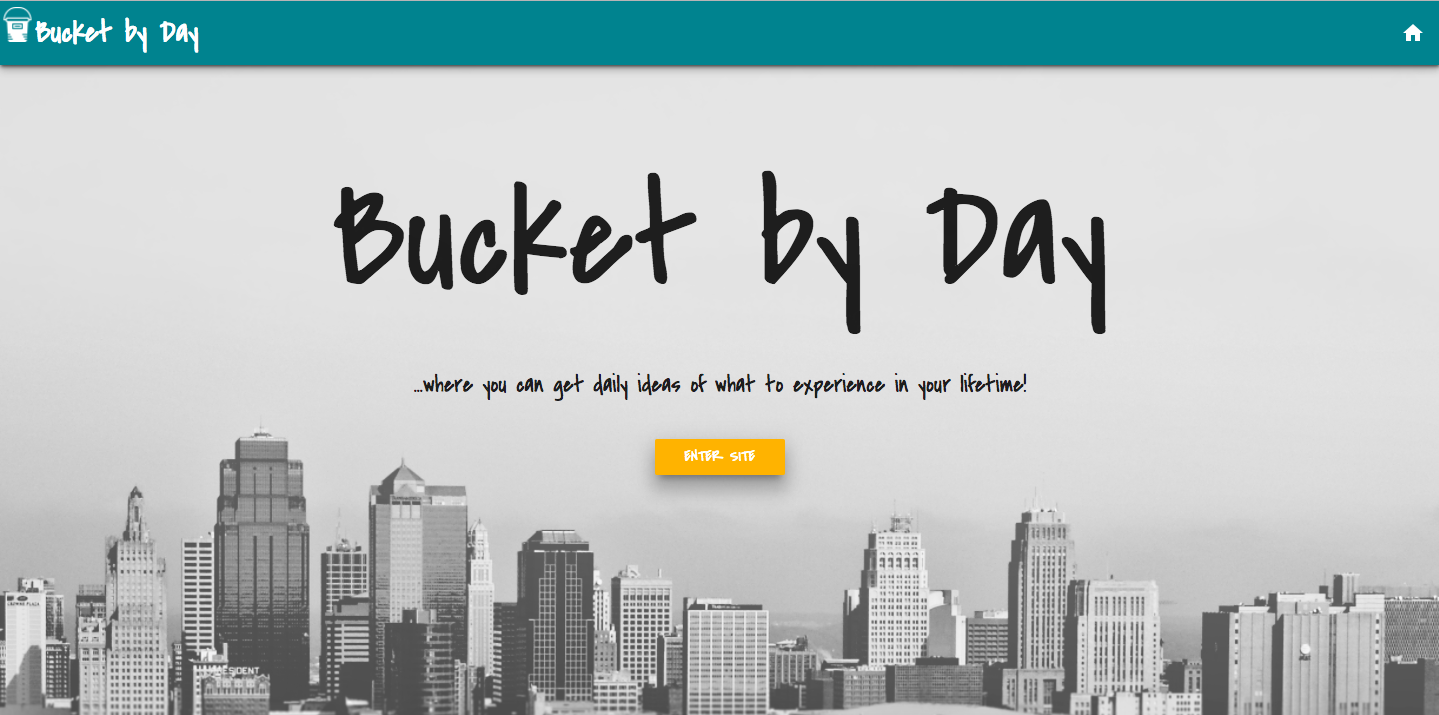 Bucket by Day
Bucket by Day
...where you can get daily ideas of what to experience in your lifetime!
ENTER SITE
PRESIDENT